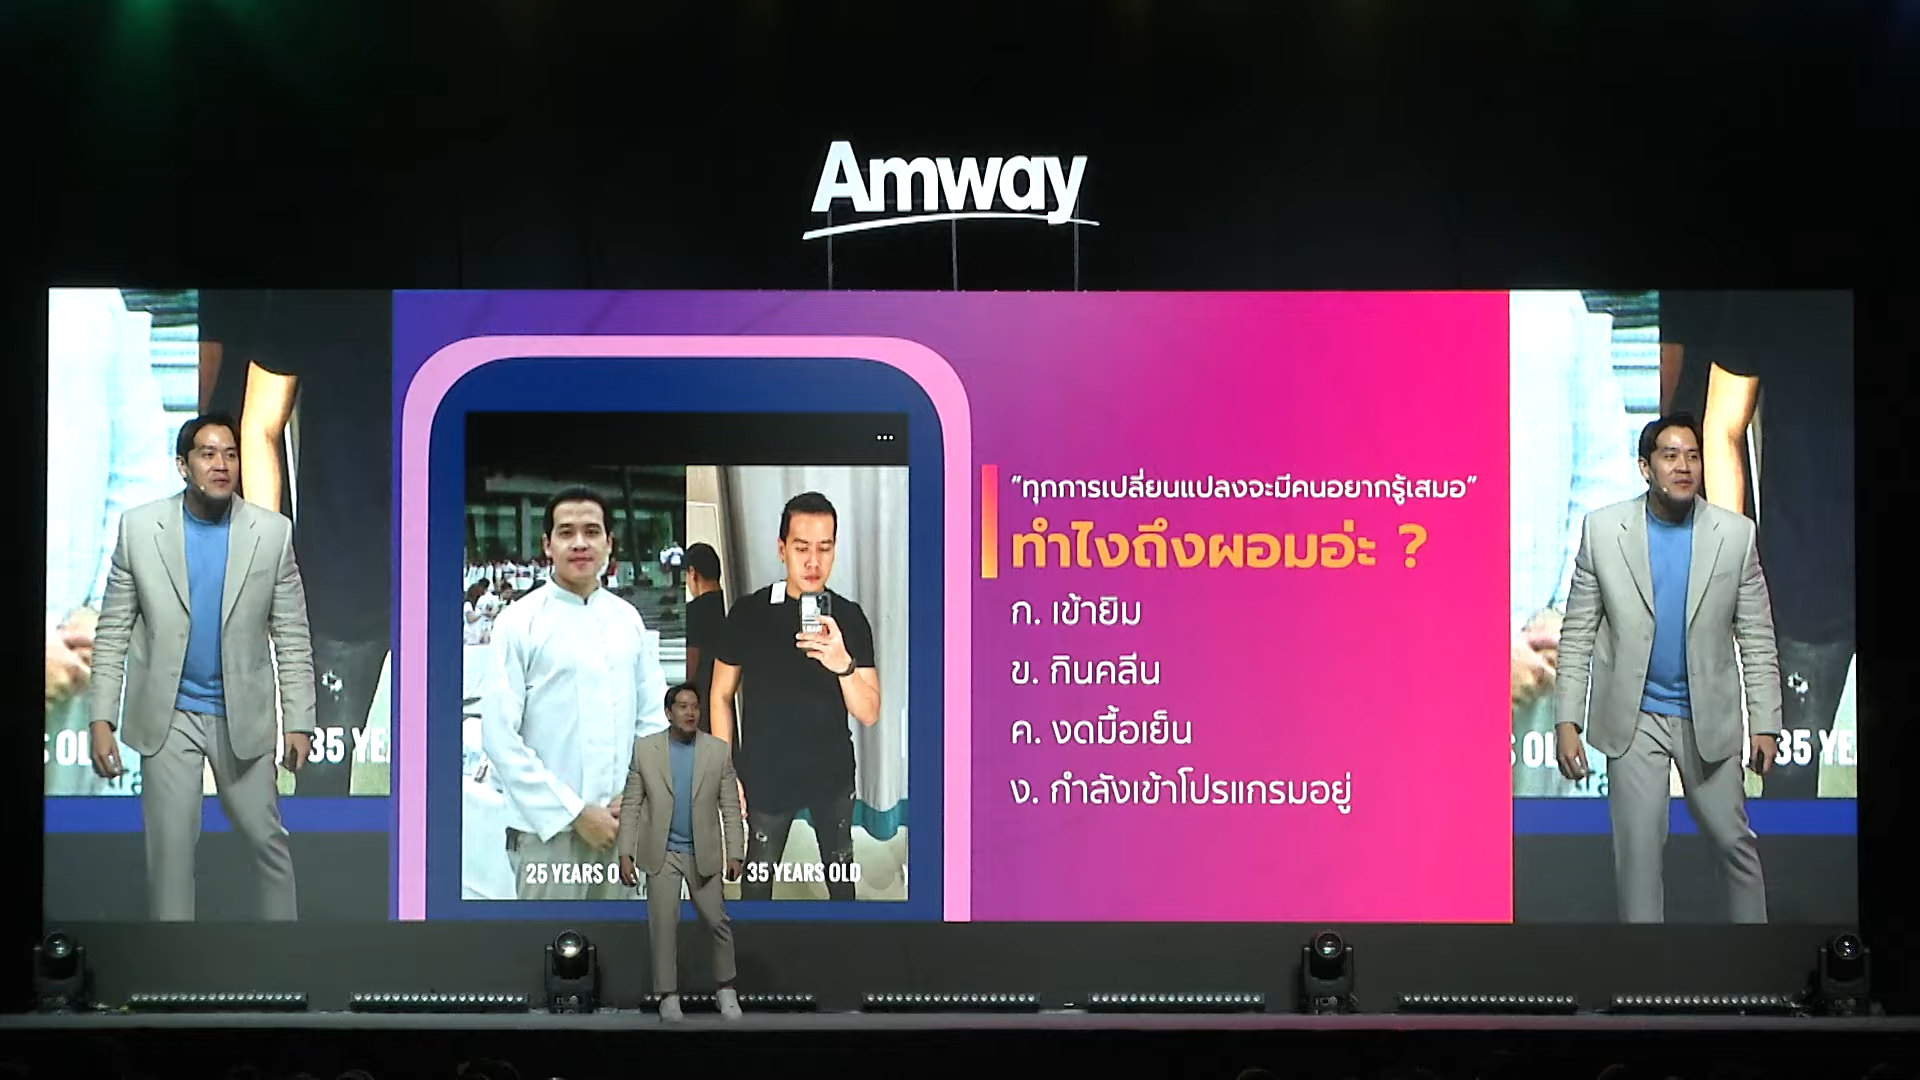 Amway
“ทุกการเปลี่ยนแปลงจะมีคนอยากรู้เสมอ”
ทำไงถึงผอมอ่ะ ?
ก. เข้ายิม
ข. กินคลีน
ค. งดมื้อเย็น
ง. กำลังเข้าโปรแกรมอยู่
25 YEARS
35 YEARS OLD
35
35